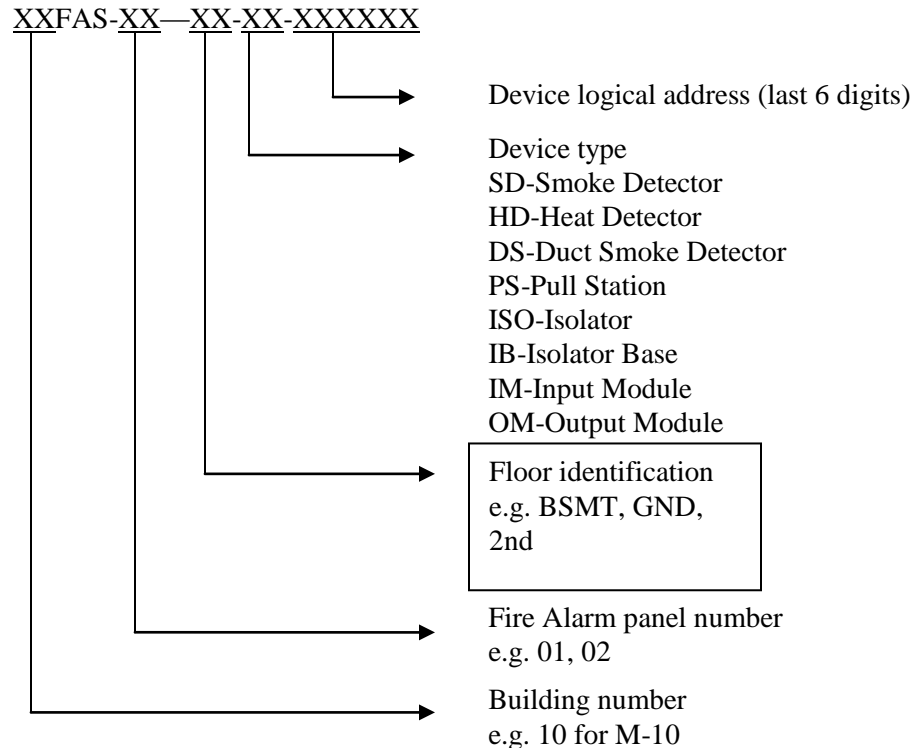 XXFAS-XX—XX-XX-XXXXXX
Device logical address (last 6 digits)
Device type
SD-Smoke Detector
HD-Heat Detector
DS-Duct Smoke Detector
PS-Pull Station
ISO-Isolator
IB-Isolator Base
IM-Input Module
OM-Output Module
Floor identification
e.g. BSMT, GND,
2nd
Fire Alarm panel number
e.g. 01, 02
Building number
e.g. 10 for M-10